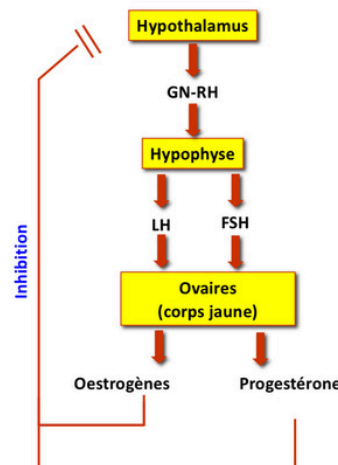 Hypothalamus
GN-RH
Hypophyse
LH FSH
Inhibition
Ovaires
(corps jaune)
Oestrogènes Progestérone